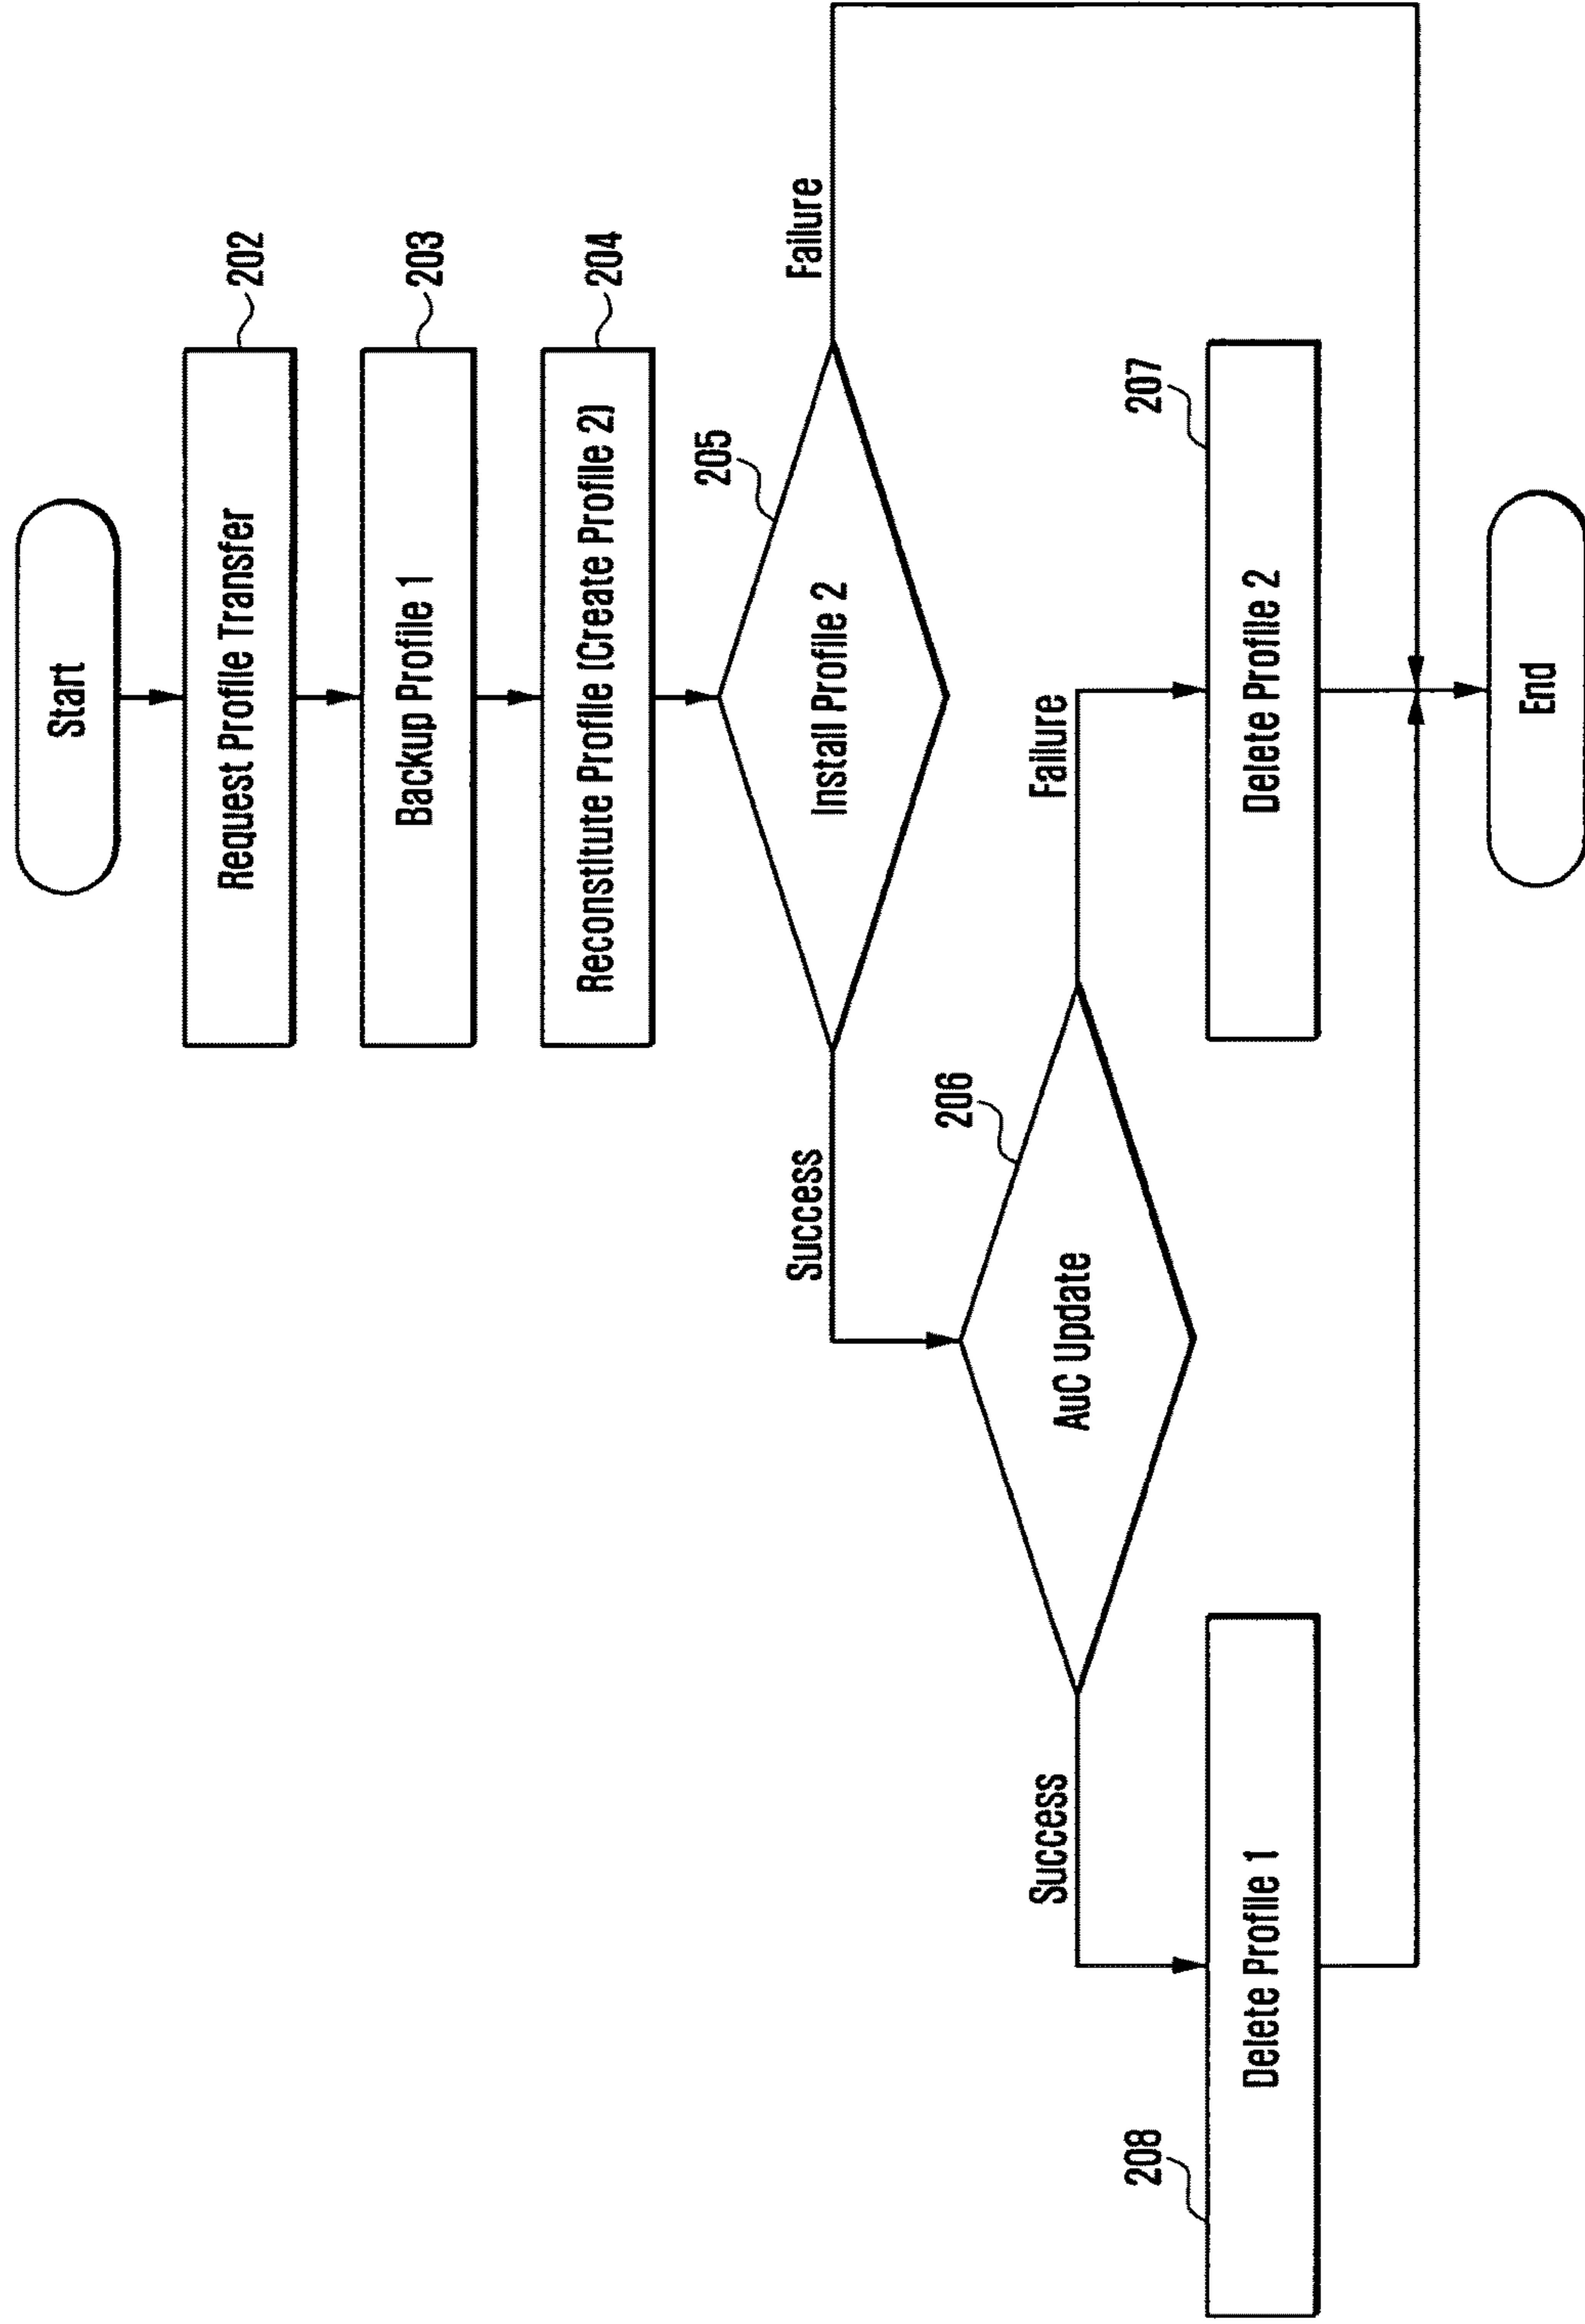 Start
Request Profile Transfer
202
Backup Profile 1
203
Reconstitute Profile (Create Profile 2)
204
205
Install Profile 2
Success
Failure
206
AuC Update
Success
Failure
208
Delete Profile 1
207
Delete Profile 2
End